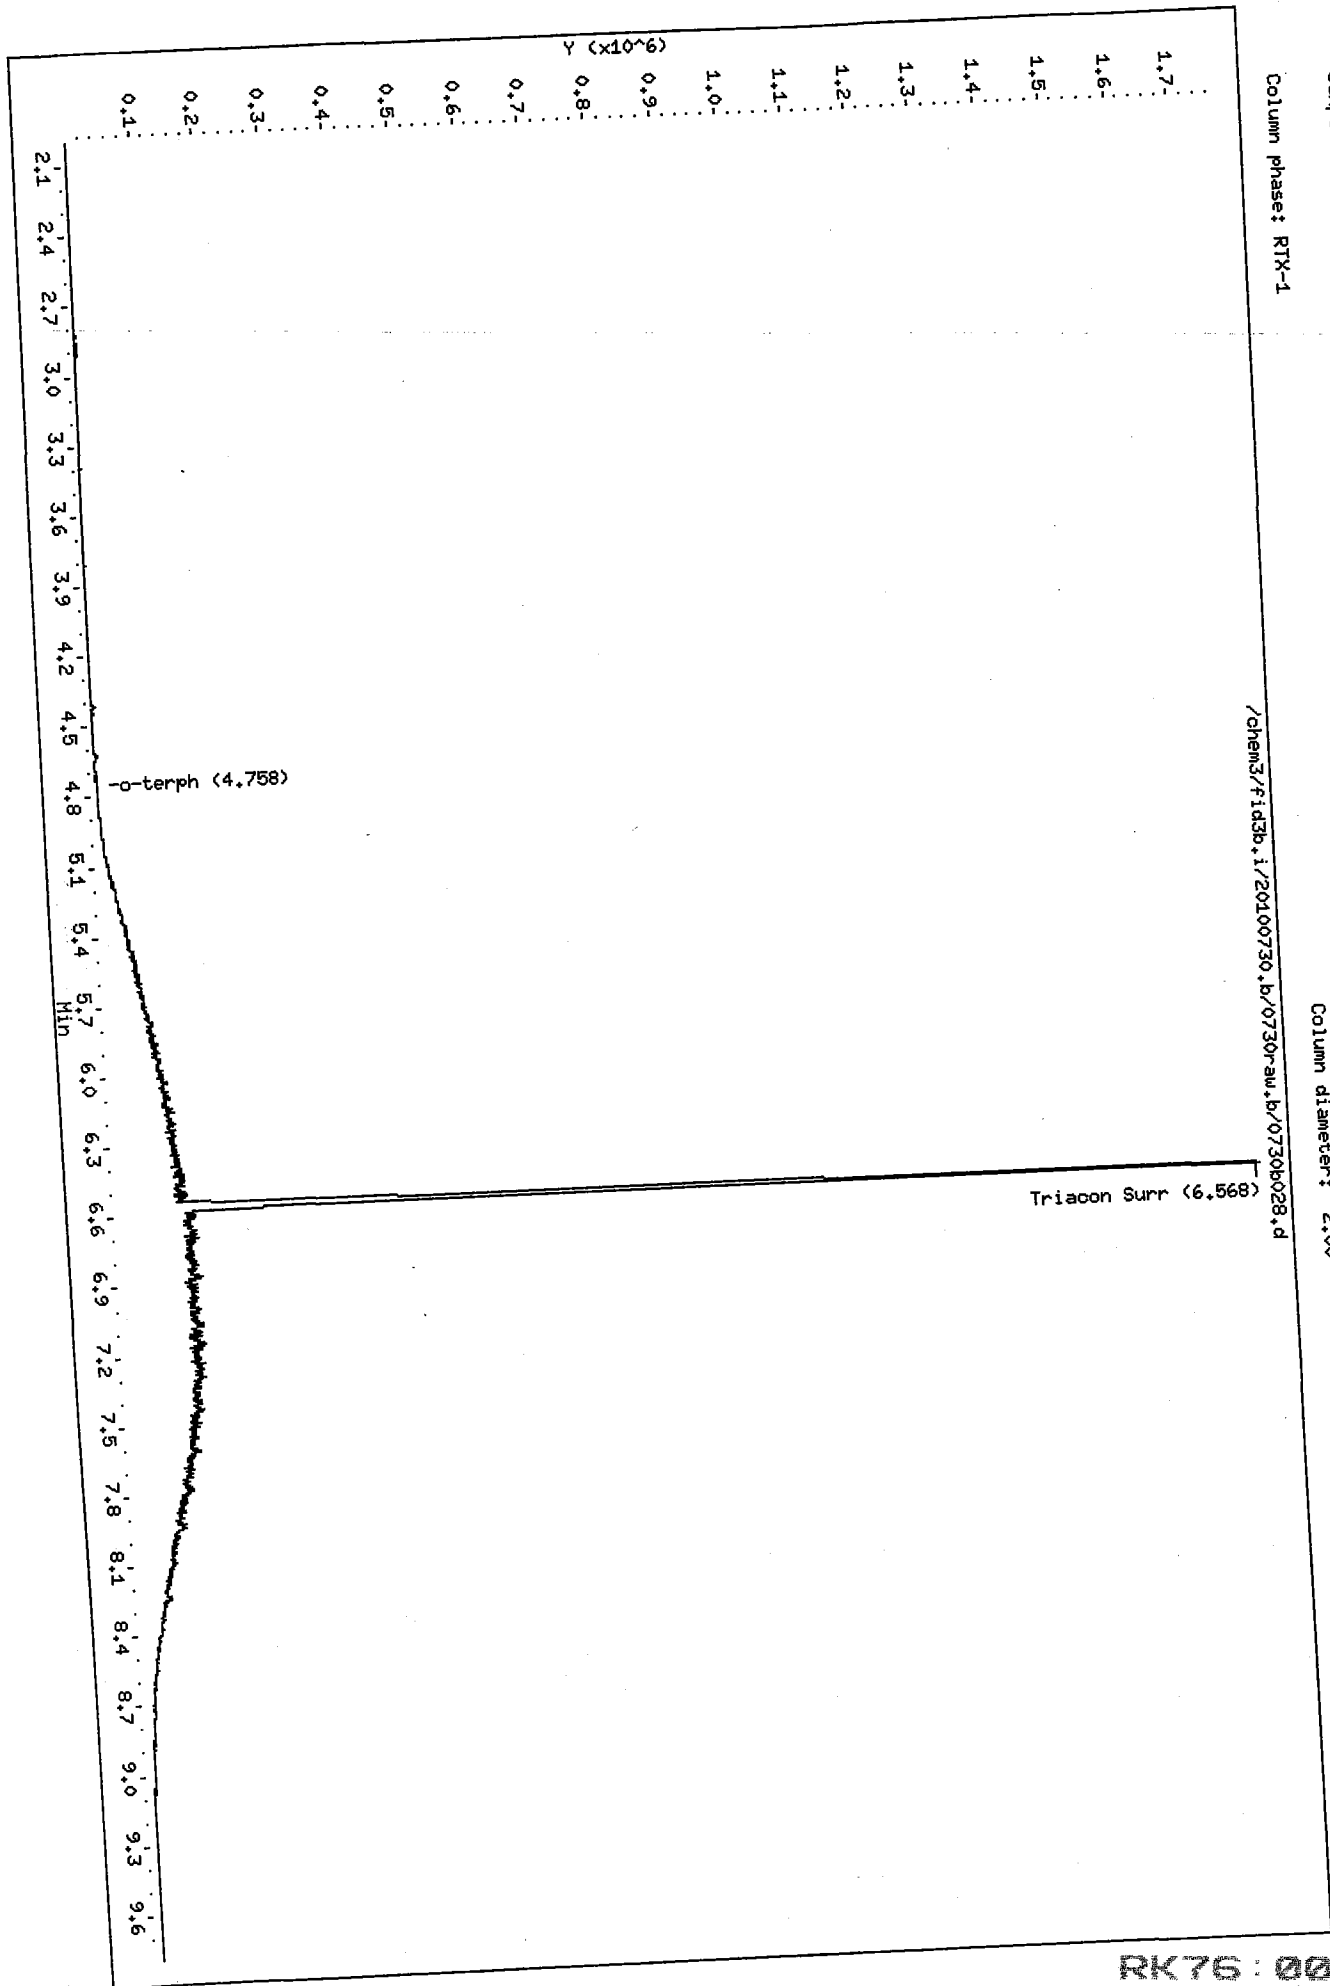 Column phase: RTX-1
Column diameter:
/chem3/fid3b.i/20100730.b/0730raw.b/0730b028.d
Y (x10^6)
1.7-
1.6-
1.5-
1.4-
1.3-
1.2-
1.1-
1.0-
0.9-
0.8-
0.7-
0.6-
0.5-
0.4-
0.3-
0.2-
0.1-
-o-terph (4.758)
Triacon Surr (6.568)
2.1 2.4 2.7 3.0 3.3 3.6 3.9 4.2 4.5 4.8 5.1 5.4 5.7 6.0 6.3 6.6 6.9 7.2 7.5 7.8 8.1 8.4 8.7 9.0 9.3 9.6
Min
RK76:00